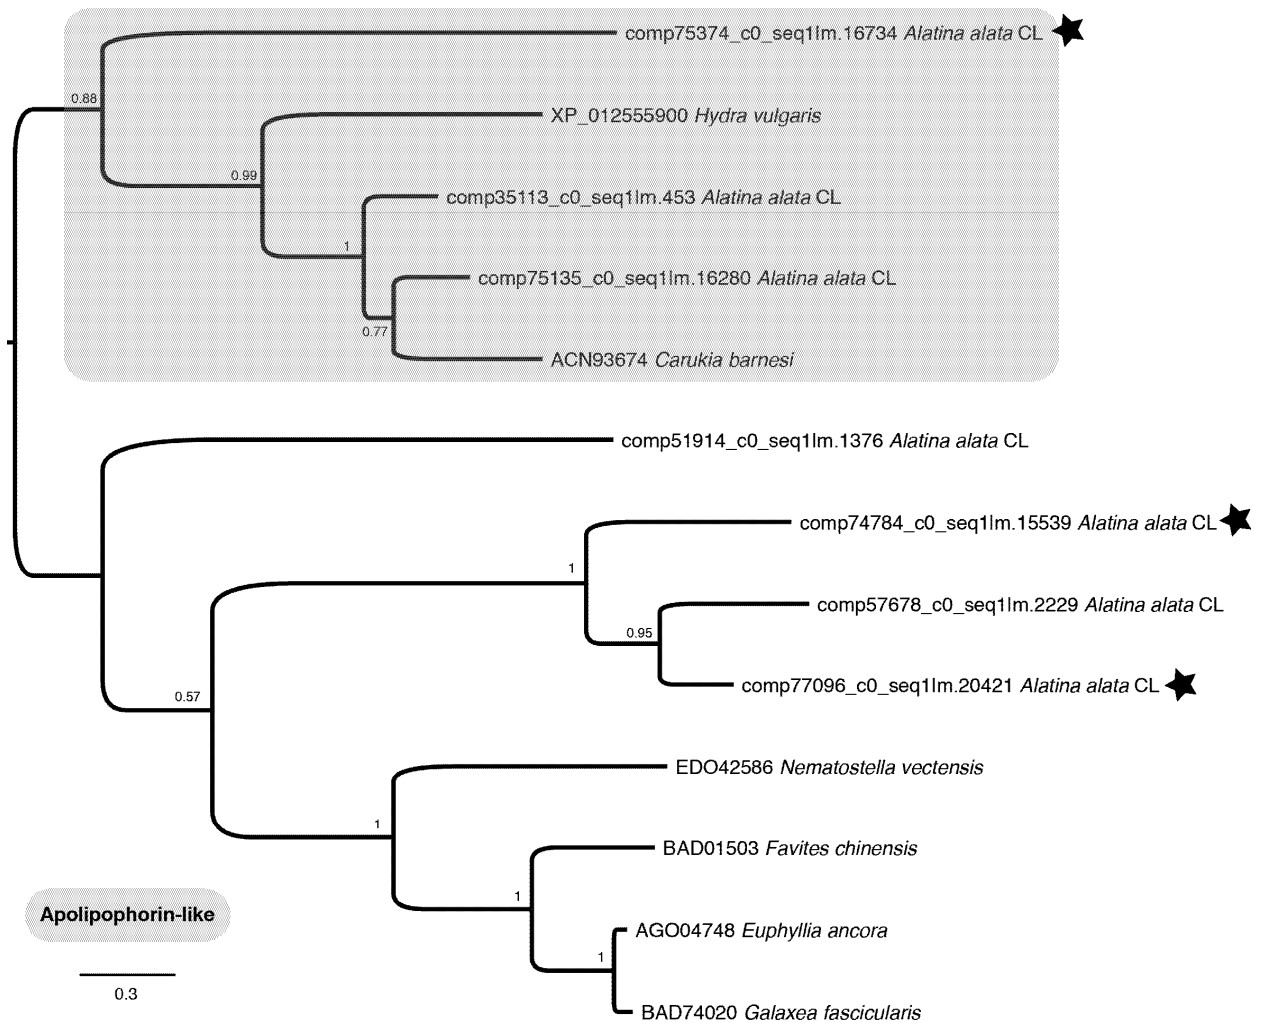 comp75374_c0_seq1|m.16734 Alatina alata CL
0.88
XP_012555900 Hydra vulgaris
0.99
comp35113_c0_seq1|m.453 Alatina alata CL
1
comp75135_c0_seq1|m.16280 Alatina alata CL
0.77
ACN93674 Carukia barnesi
comp51914_c0_seq1|m.1376 Alatina alata CL
comp74784_c0_seq1|m.15539 Alatina alata CL
1
comp57678_c0_seq1|m.2229 Alatina alata CL
0.95
comp77096_c0_seq1|m.20421 Alatina alata CL
0.57
EDO42586 Nematostella vectensis
1
BAD01503 Favites chinensis
1
AGO04748 Euphyllia ancora
1
BAD74020 Galaxea fascicularis
Apolipophorin-like
0.3